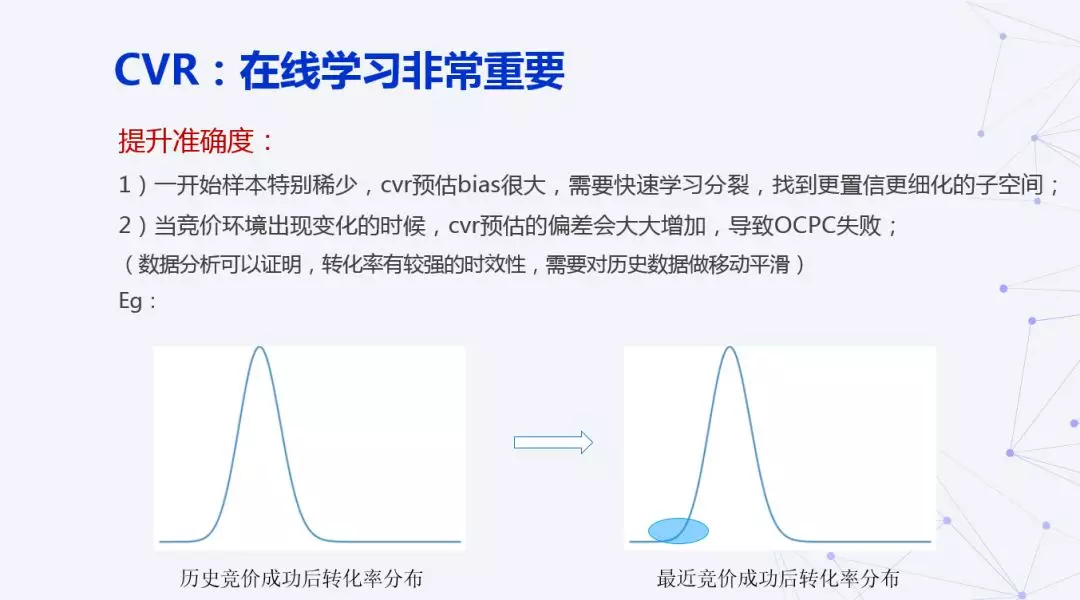 CVR：在线学习非常重要
提升准确度：
1）一开始样本特别稀少，cvr预估bias很大，需要快速学习分裂，找到更置信更细化的子空间；
2）当竞价环境出现变化的时候，cvr预估的偏差会大大增加，导致OCPC失败；
（数据分析可以证明，转化率有较强的时效性，需要对历史数据做移动平滑）
Eg：
历史竞价成功后转化率分布
最近竞价成功后转化率分布